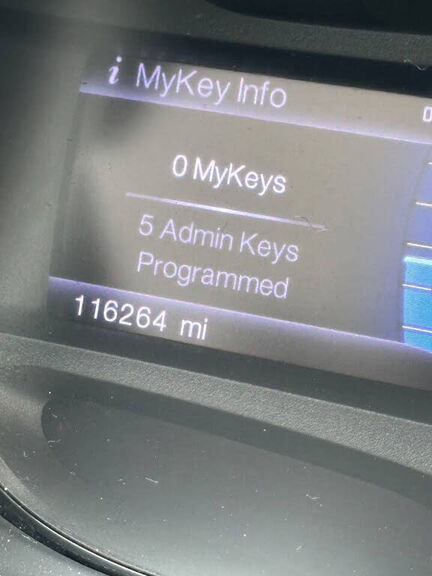 i MyKey Info
0 MyKeys
5 Admin Keys
Programmed
116264 mi